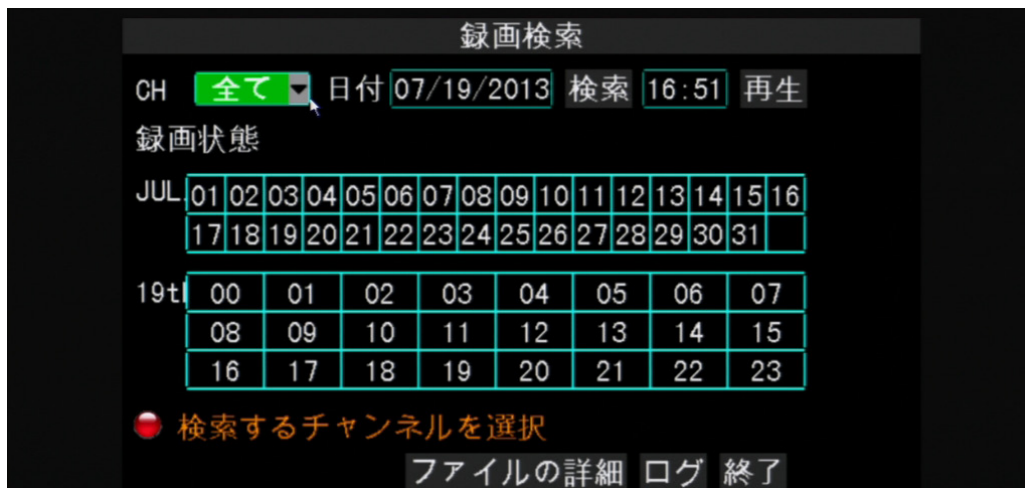 録画検索
CH 全て 日付 07/19/2013 検索 16:51 再生
録画状態
JUL. 01 02 03 04 05 06 07 08 09 10 11 12 13 14 15 16
17 18 19 20 21 22 23 24 25 26 27 28 29 30 31
19th 00 01 02 03 04 05 06 07
08 09 10 11 12 13 14 15
16 17 18 19 20 21 22 23
検索するチャンネルを選択
ファイルの詳細 ログ 終了